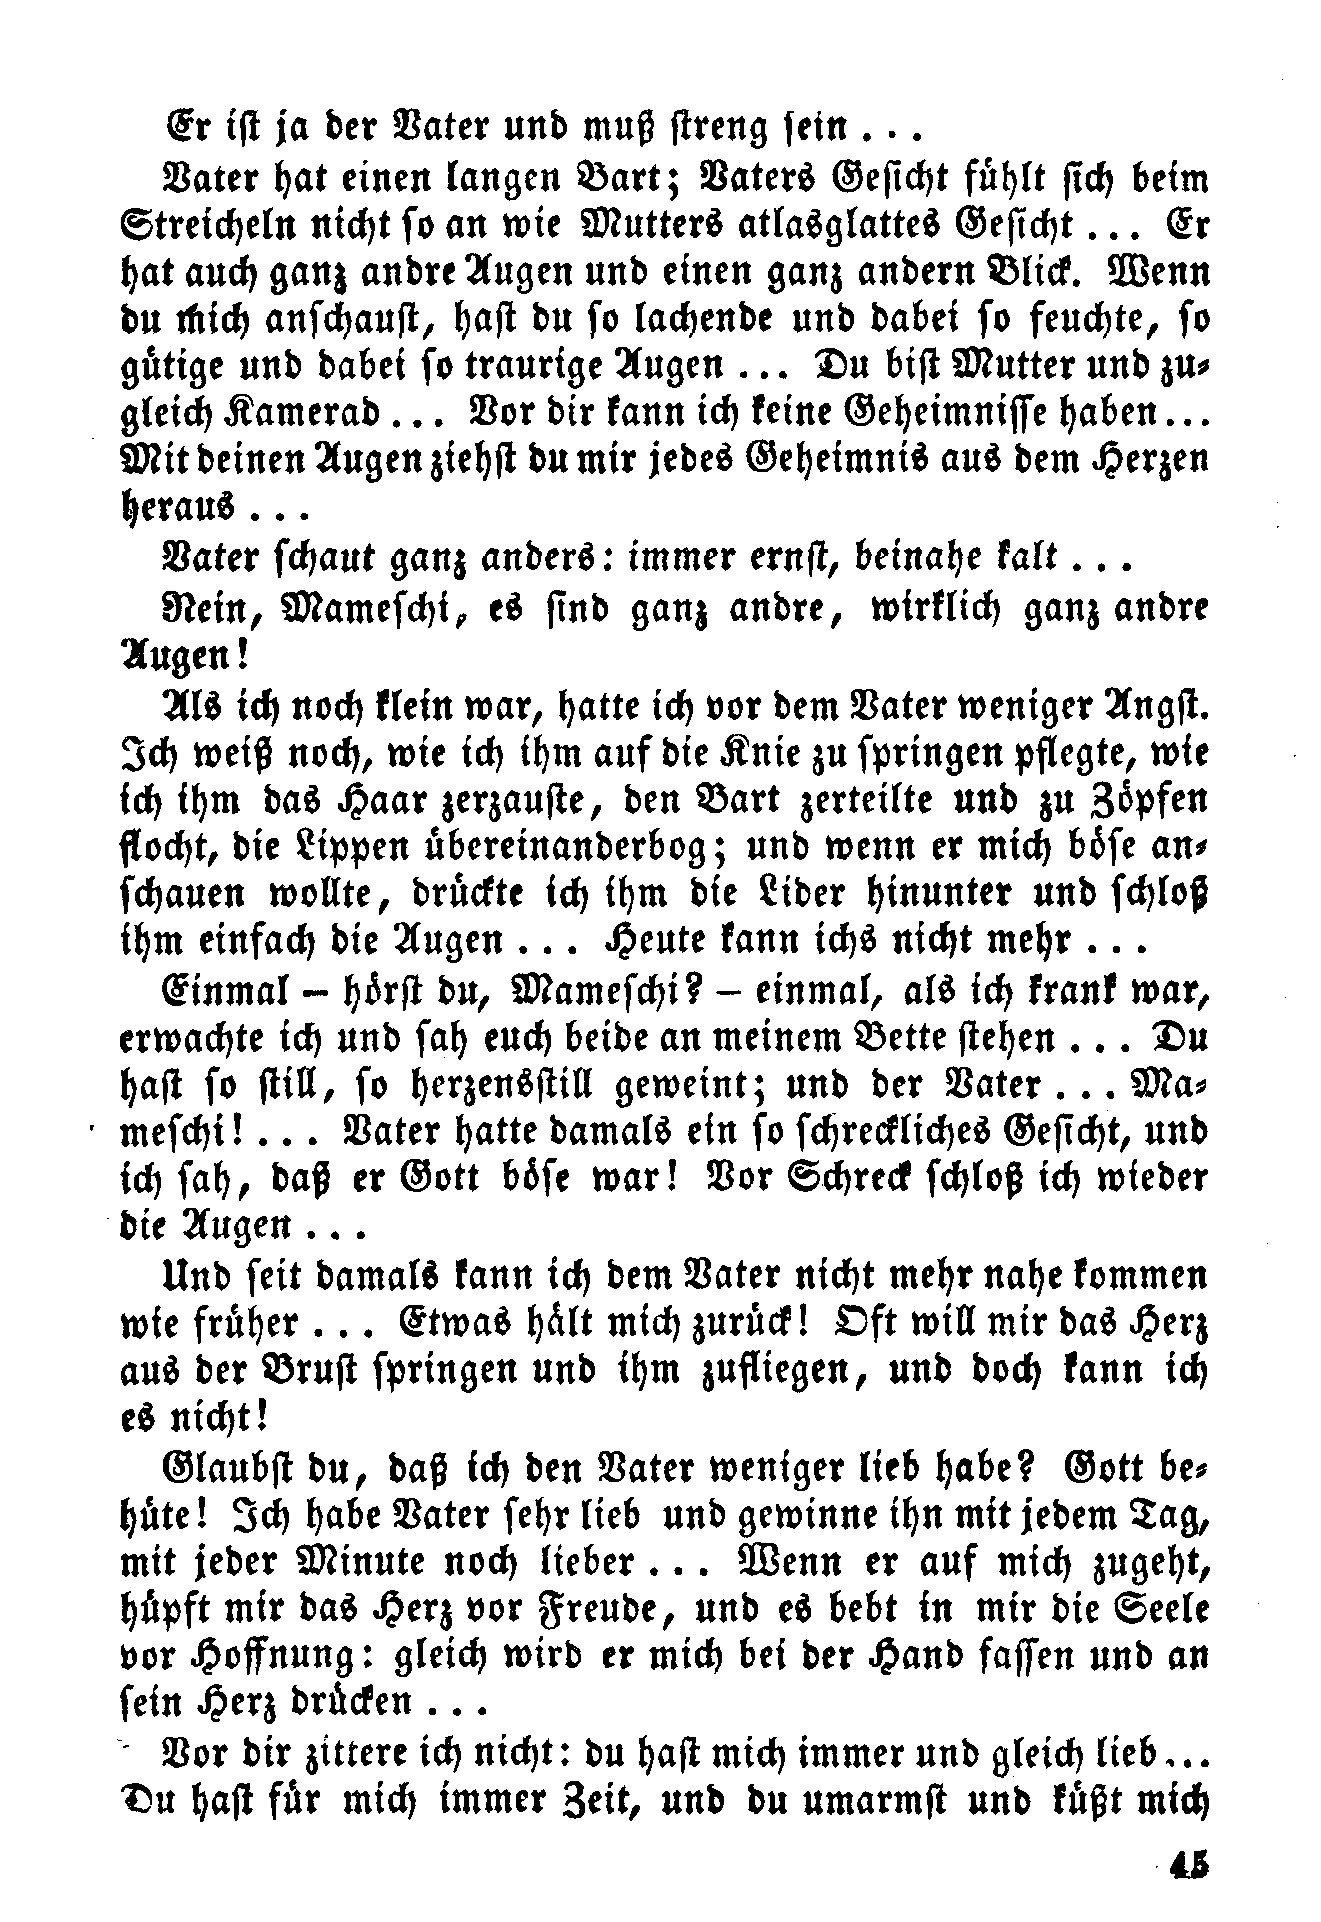 Er ist ja der Vater und muß streng sein . . .
Vater hat einen langen Bart; Vaters Gesicht fühlt sich beim
Streicheln nicht so an wie Mutters atlasglattes Gesicht . . . Er
hat auch ganz andre Augen und einen ganz andern Blick. Wenn
du mich anschaust, hast du so lachende und dabei so feuchte, so
gütige und dabei so traurige Augen . . . Du bist Mutter und zu-
gleich Kamerad . . . Vor dir kann ich keine Geheimnisse haben . . .
Mit deinen Augen ziehst du mir jedes Geheimnis aus dem Herzen
heraus . . .
Vater schaut ganz anders: immer ernst, beinahe kalt . . .
Nein, Mameschi, es sind ganz andre, wirklich ganz andre
Augen!
Als ich noch klein war, hatte ich vor dem Vater weniger Angst.
Ich weiß noch, wie ich ihm auf die Knie zu springen pflegte, wie
ich ihm das Haar zerzauste, den Bart zerteilte und zu Zöpfen
flocht, die Lippen übereinanderbog; und wenn er mich böse an-
schauen wollte, drückte ich ihm die Lider hinunter und schloß
ihm einfach die Augen . . . Heute kann ichs nicht mehr . . .
Einmal – hörst du, Mameschi? – einmal, als ich krank war,
erwachte ich und sah euch beide an meinem Bette stehen . . . Du
hast so still, so herzensstill geweint; und der Vater . . . Ma-
meschi! . . . Vater hatte damals ein so schreckliches Gesicht, und
ich sah, daß er Gott böse war! Vor Schreck schloß ich wieder
die Augen . . .
Und seit damals kann ich dem Vater nicht mehr nahe kommen
wie früher . . . Etwas hält mich zurück! Oft will mir das Herz
aus der Brust springen und ihm zufliegen, und doch kann ich
es nicht!
Glaubst du, daß ich den Vater weniger lieb habe? Gott be-
hüte! Ich habe Vater sehr lieb und gewinne ihn mit jedem Tag,
mit jeder Minute noch lieber . . . Wenn er auf mich zugeht,
hüpft mir das Herz vor Freude, und es bebt in mir die Seele
vor Hoffnung: gleich wird er mich bei der Hand fassen und an
sein Herz drücken . . .
Vor dir zittere ich nicht: du hast mich immer und gleich lieb . . .
Du hast für mich immer Zeit, und du umarmst und küßt mich
45